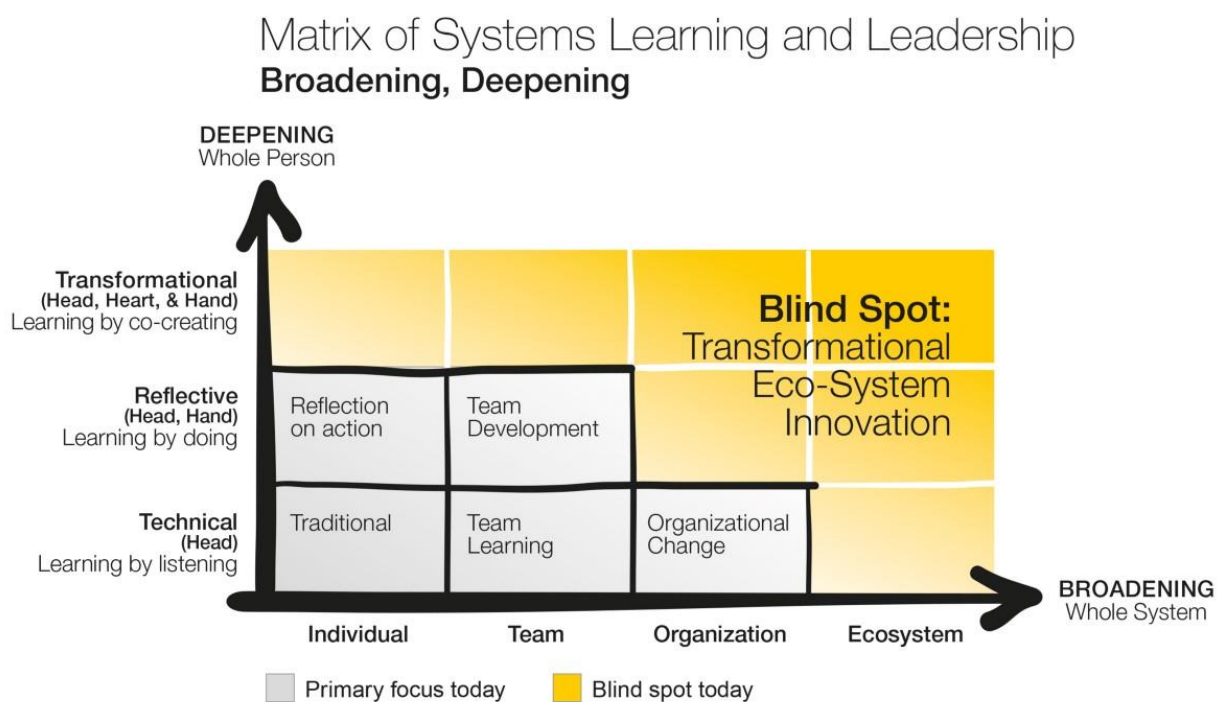 Matrix of Systems Learning and Leadership
Broadening, Deepening
DEEPENING
Whole Person
Transformational
(Head, Heart, & Hand)
Learning by co-creating
Blind Spot:
Transformational
Eco-System
Innovation
Reflective
(Head, Hand)
Learning by doing
Reflection
on action
Team
Development
Technical
(Head)
Learning by listening
Traditional
Team
Learning
Organizational
Change
BROADENING
Whole System
Individual
Team
Organization
Ecosystem
Primary focus today
Blind spot today